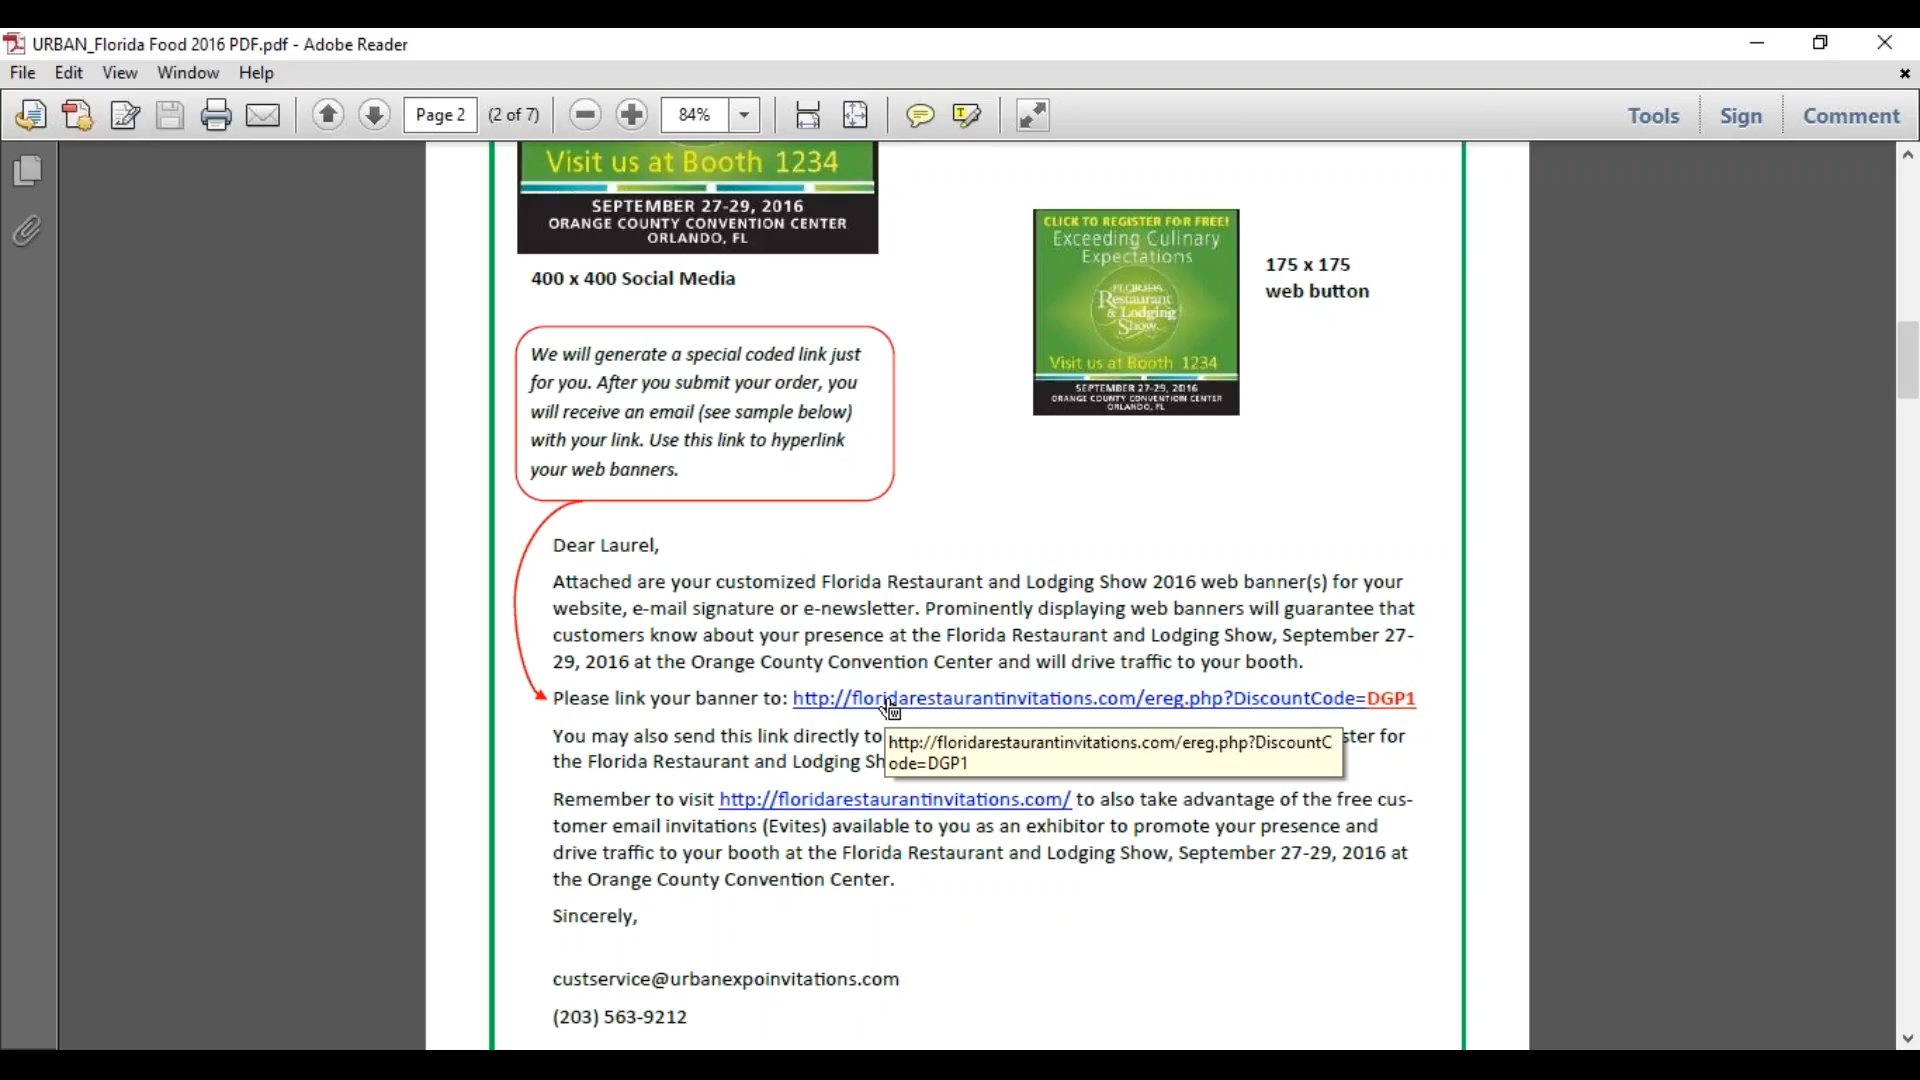 URBAN_Florida Food 2016 PDF.pdf - Adobe Reader
File Edit View Window Help
Page 2 (2 of 7) 84% Tools Sign Comment
Visit us at Booth 1234
SEPTEMBER 27-29, 2016
ORANGE COUNTY CONVENTION CENTER
ORLANDO, FL
400 x 400 Social Media
CLICK TO REGISTER FOR FREE!
Exceeding Culinary
Expectations
FLORIDA
Restaurant
& Lodging
Show
Visit us at Booth 1234
SEPTEMBER 27-29, 2016
ORANGE COUNTY CONVENTION CENTER
ORLANDO, FL
175 x 175
web button
We will generate a special coded link just
for you. After you submit your order, you
will receive an email (see sample below)
with your link. Use this link to hyperlink
your web banners.
Dear Laurel,
Attached are your customized Florida Restaurant and Lodging Show 2016 web banner(s) for your
website, e-mail signature or e-newsletter. Prominently displaying web banners will guarantee that
customers know about your presence at the Florida Restaurant and Lodging Show, September 27-
29, 2016 at the Orange County Convention Center and will drive traffic to your booth.
Please link your banner to: http://floridarestaurantinvitations.com/ereg.php?DiscountCode=DGP1
You may also send this link directly to ster for
the Florida Restaurant and Lodging Sh
http://floridarestaurantinvitations.com/ereg.php?DiscountC
ode=DGP1
Remember to visit http://floridarestaurantinvitations.com/ to also take advantage of the free cus-
tomer email invitations (Evites) available to you as an exhibitor to promote your presence and
drive traffic to your booth at the Florida Restaurant and Lodging Show, September 27-29, 2016 at
the Orange County Convention Center.
Sincerely,
custservice@urbanexpoinvitations.com
(203) 563-9212